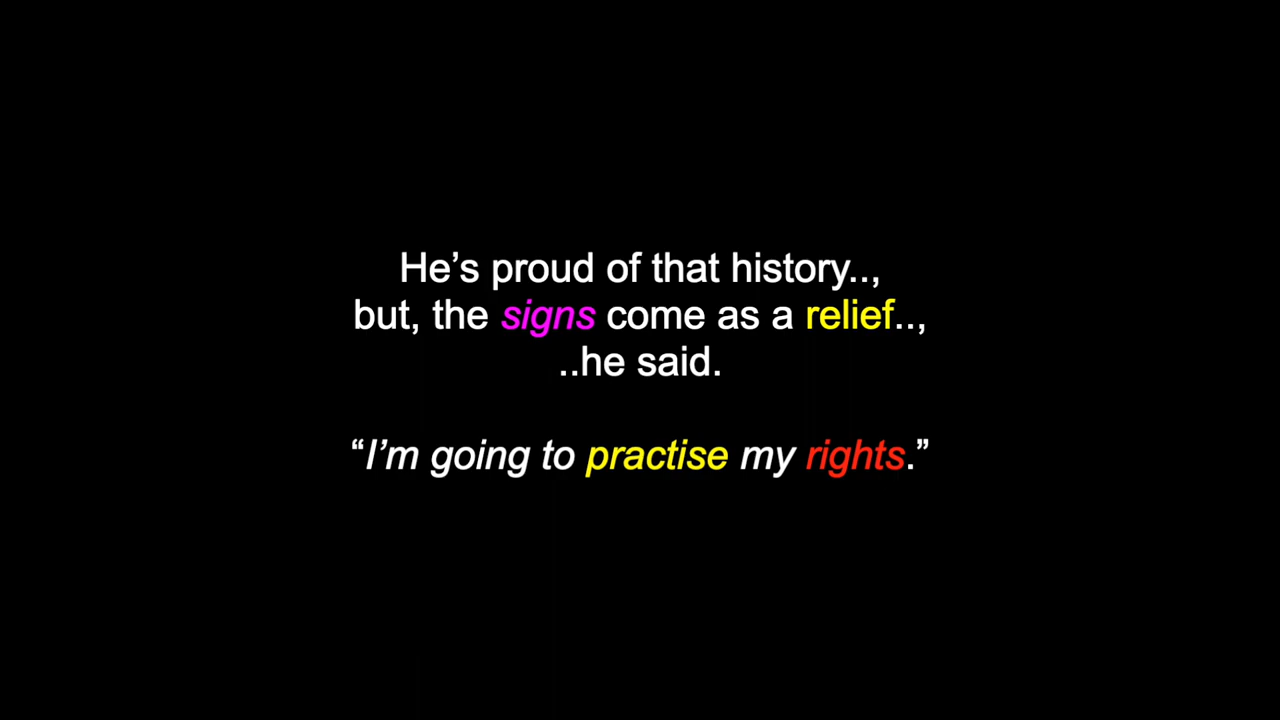 He’s proud of that history..,
but, the signs come as a relief..,
..he said.
“I’m going to practise my rights.”